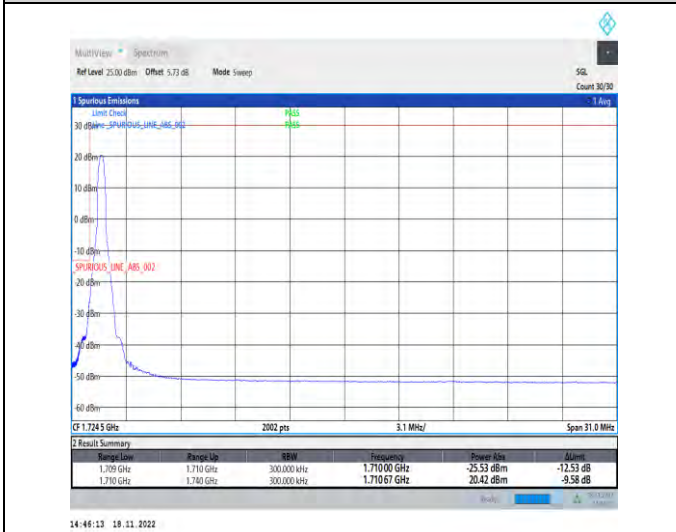 MultiView Spectrum
Ref Level 25.00 dBm Offset 5.73 dB Mode Sweep SGL
Count 30/30
1 Spurious Emissions 1 Avg
Limit Check PASS
30 dBm Line _SPURIOUS_LINE_ABS_002 PASS
20 dBm
10 dBm
0 dBm
-10 dBm
_SPURIOUS_LINE_ABS_002
-20 dBm
-30 dBm
-40 dBm
-50 dBm
-60 dBm
CF 1.7245 GHz 2002 pts 3.1 MHz/ Span 31.0 MHz
2 Result Summary
Range Low Range Up RBW Frequency Power Abs ΔLimit
1.709 GHz 1.710 GHz 300.000 kHz 1.71000 GHz -25.53 dBm -12.53 dB
1.710 GHz 1.740 GHz 300.000 kHz 1.71067 GHz 20.42 dBm -9.58 dB
14:46:13 18.11.2022